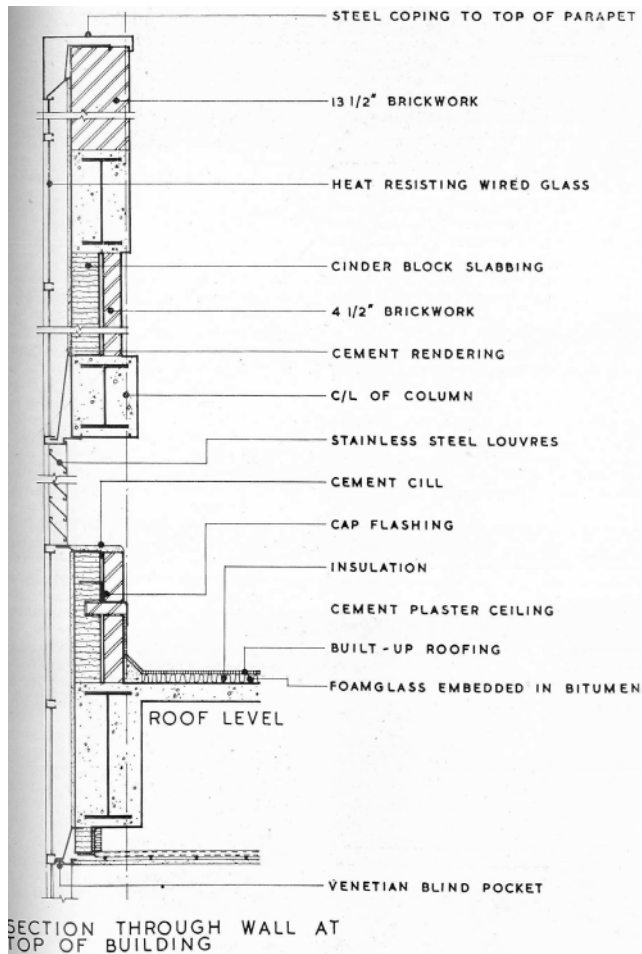 STEEL COPING TO TOP OF PARAPET
13 1/2" BRICKWORK
HEAT RESISTING WIRED GLASS
CINDER BLOCK SLABBING
4 1/2" BRICKWORK
CEMENT RENDERING
C/L OF COLUMN
STAINLESS STEEL LOUVRES
CEMENT CILL
CAP FLASHING
INSULATION
CEMENT PLASTER CEILING
BUILT-UP ROOFING
FOAMGLASS EMBEDDED IN BITUMEN
ROOF LEVEL
VENETIAN BLIND POCKET
SECTION THROUGH WALL AT
TOP OF BUILDING